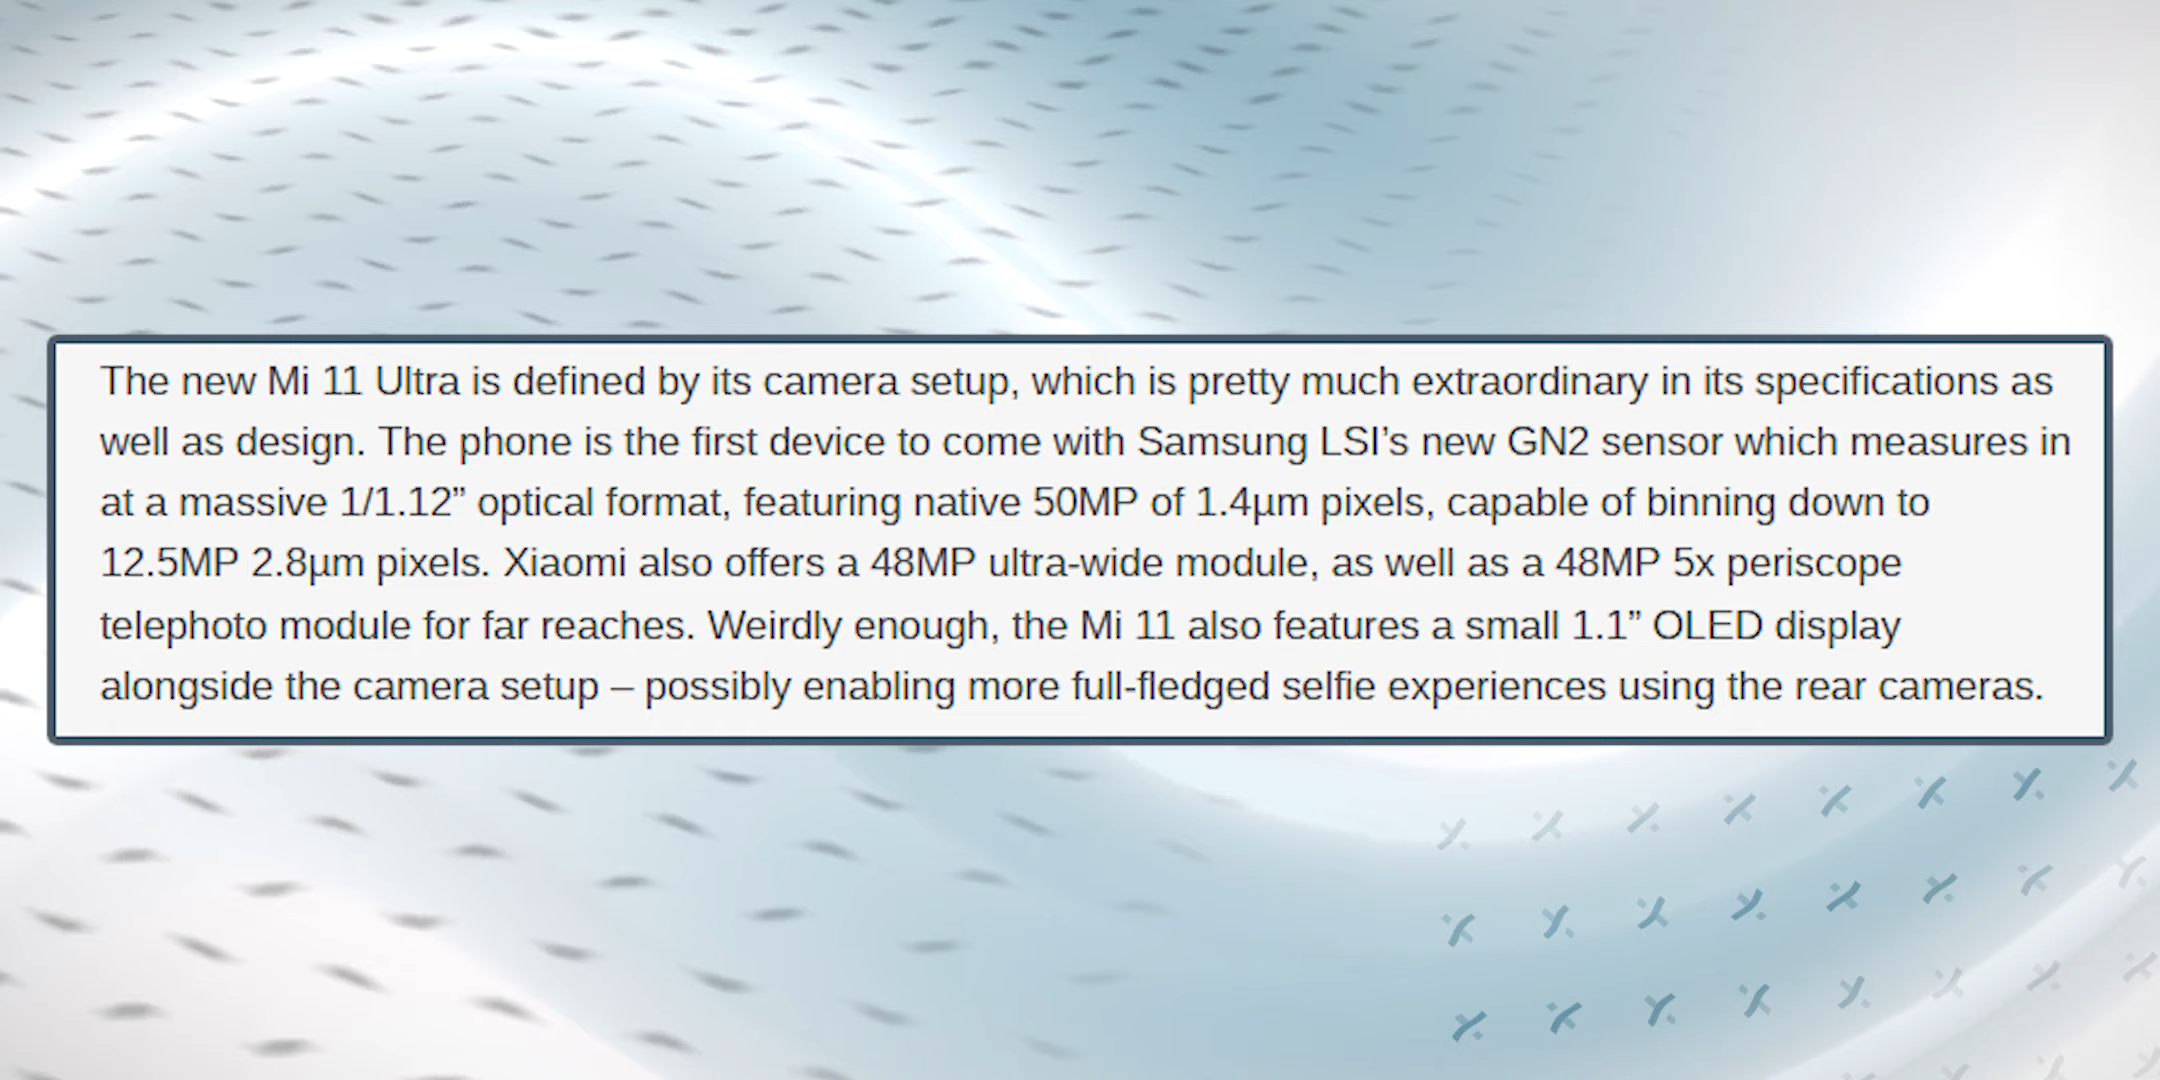 The new Mi 11 Ultra is defined by its camera setup, which is pretty much extraordinary in its specifications as
well as design. The phone is the first device to come with Samsung LSI’s new GN2 sensor which measures in
at a massive 1/1.12” optical format, featuring native 50MP of 1.4µm pixels, capable of binning down to
12.5MP 2.8µm pixels. Xiaomi also offers a 48MP ultra-wide module, as well as a 48MP 5x periscope
telephoto module for far reaches. Weirdly enough, the Mi 11 also features a small 1.1” OLED display
alongside the camera setup – possibly enabling more full-fledged selfie experiences using the rear cameras.